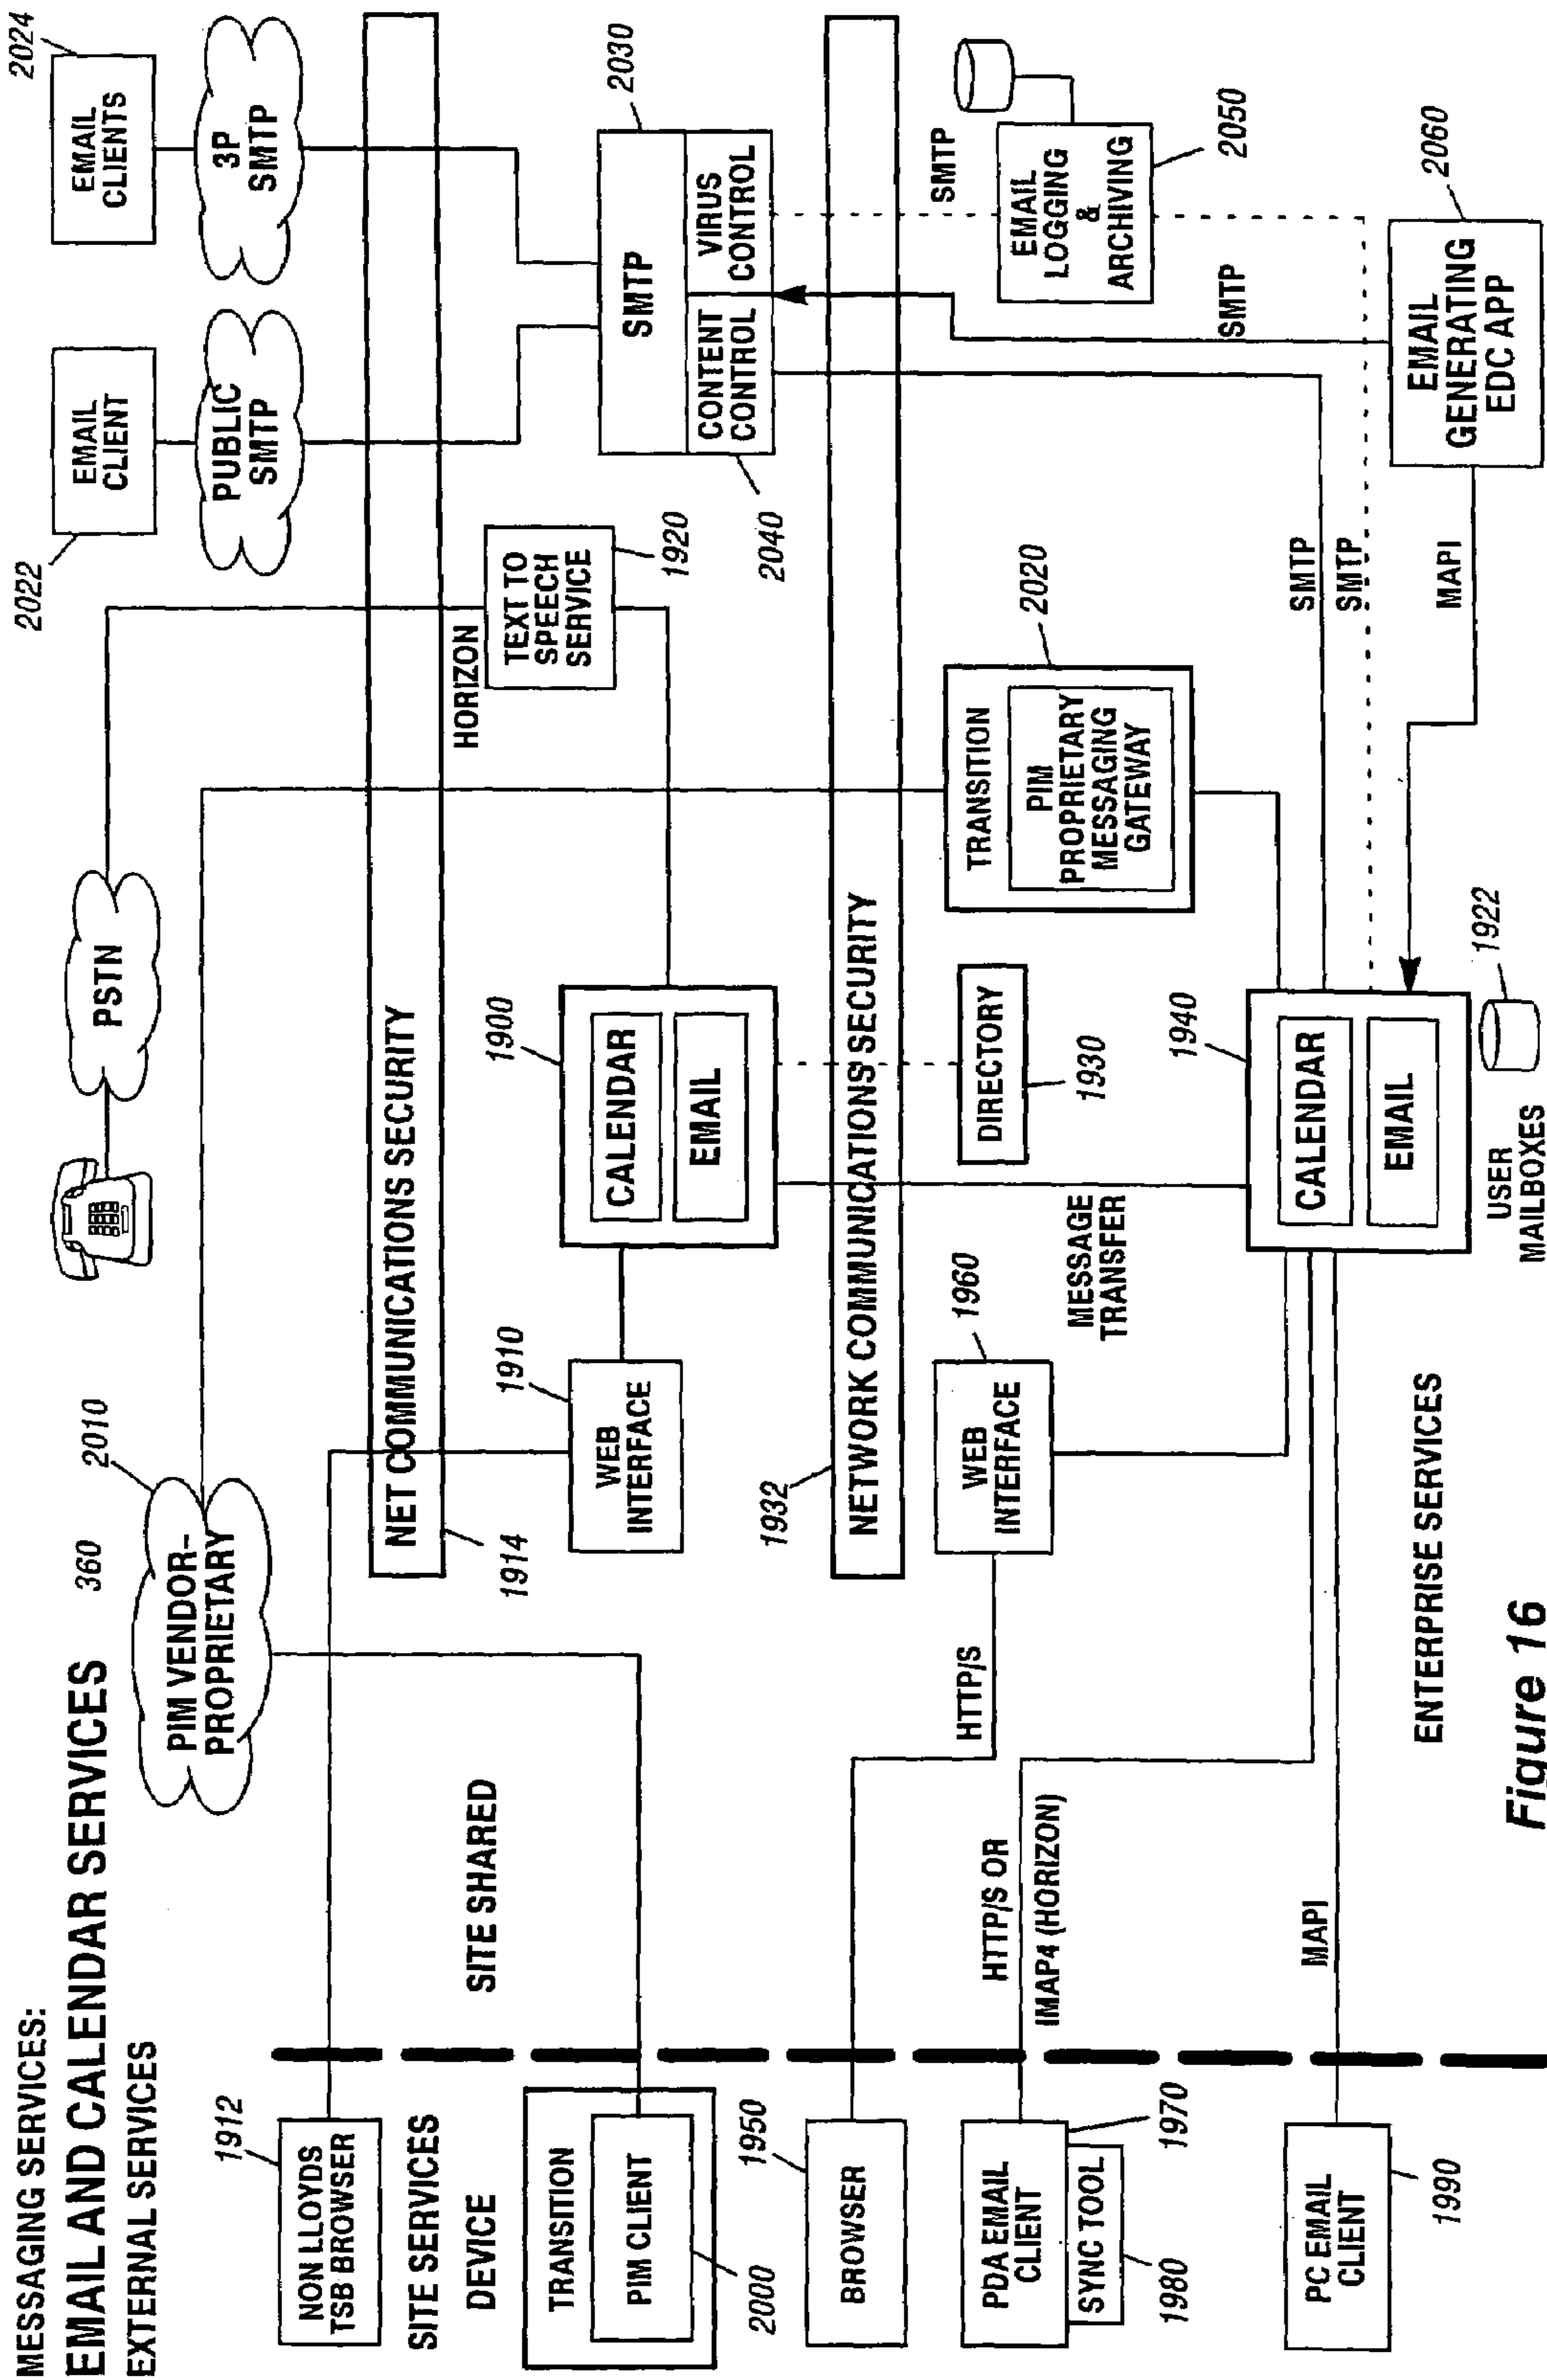 MESSAGING SERVICES:
EMAIL AND CALENDAR SERVICES
360
EXTERNAL SERVICES
2010
PIM VENDOR-
PROPRIETARY
PSTN
2022
EMAIL
CLIENT
PUBLIC
SMTP
2024
EMAIL
CLIENTS
3P
SMTP
1912
NON LLOYDS
TSB BROWSER
NET COMMUNICATIONS SECURITY
1914
SITE SERVICES
SITE SHARED
HORIZON
DEVICE
TRANSITION
PIM CLIENT
2000
1910
WEB
INTERFACE
1900
CALENDAR
EMAIL
TEXT TO
SPEECH
SERVICE
1920
2030
SMTP
CONTENT
CONTROL
VIRUS
CONTROL
2040
1932
NETWORK COMMUNICATIONS SECURITY
1950
BROWSER
HTTP/S
1960
WEB
INTERFACE
DIRECTORY
1930
TRANSITION
PIM
PROPRIETARY
MESSAGING
GATEWAY
2020
SMTP
EMAIL
LOGGING
&
ARCHIVING
2050
PDA EMAIL
CLIENT
1970
SYNC TOOL
1980
HTTP/S OR
IMAP4 (HORIZON)
MESSAGE
TRANSFER
1940
CALENDAR
EMAIL
1922
USER
MAILBOXES
SMTP
SMTP
SMTP
MAPI
2060
EMAIL
GENERATING
EDC APP
PC EMAIL
CLIENT
1990
MAPI
ENTERPRISE SERVICES
Figure 16